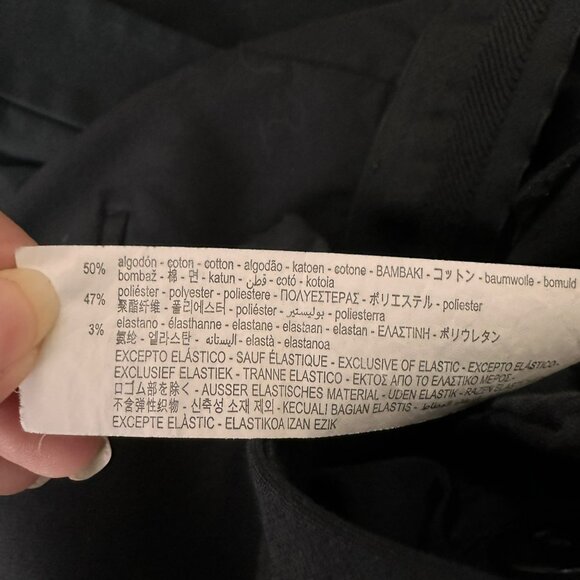 50% algodón - coton - cotton - algodão - katoen - cotone - ΒΑΜΒΑΚΙ - コットン - baumwolle - bomuld
bombaž - 棉 - 면 - katun - قطن - cotó - kotoia
47% poliéster - polyester - poliestere - ΠΟΛΥΕΣΤΕΡΑΣ - ポリエステル - poliester
聚酯纤维 - 폴리에스터 - poliéster - بوليستير - poliesterra
3% elastano - élasthanne - elastane - elastaan - elastan - ΕΛΑΣΤΙΝΗ - ポリウレタン
氨纶 - 엘라스탄 - اليستانه - elastà - elastanoa
EXCEPTO ELÁSTICO - SAUF ÉLASTIQUE - EXCLUSIVE OF ELASTIC - EXCEPTO ELÁSTICO -
EXCLUSIEF ELASTIEK - TRANNE ELASTICO - ΕΚΤΟΣ ΑΠΟ ΤΟ ΕΛΑΣΤΙΚΟ ΜΕΡΟΣ -
ロゴム部を除く - AUSSER ELASTISCHES MATERIAL - UDEN ELASTIK - RAZEN
不含弹性织物 - 신축성 소재 제외 - KECUALI BAGIAN ELASTIS -
EXCEPTE ELÀSTIC - ELASTIKOA IZAN EZIK